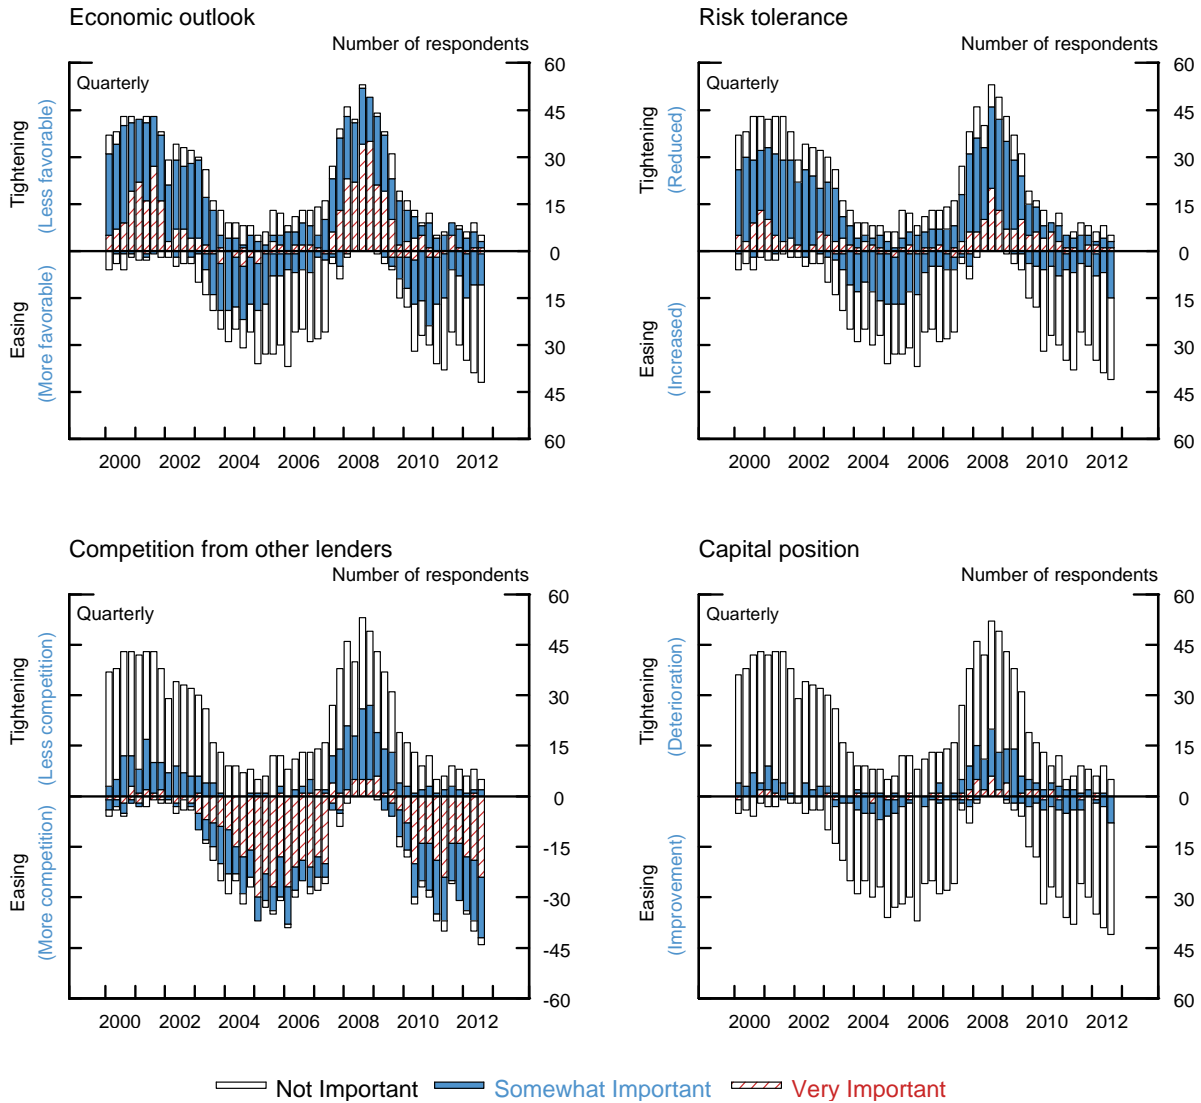 Economic outlook
Number of respondents
Quarterly
Tightening
(Less favorable)
Easing
(More favorable)
60
45
30
15
0
15
30
45
60
2000 2002 2004 2006 2008 2010 2012
Risk tolerance
Number of respondents
Quarterly
Tightening
(Reduced)
Easing
(Increased)
60
45
30
15
0
15
30
45
60
2000 2002 2004 2006 2008 2010 2012
Competition from other lenders
Number of respondents
Quarterly
Tightening
(Less competition)
Easing
(More competition)
60
45
30
15
0
-15
-30
-45
-60
2000 2002 2004 2006 2008 2010 2012
Capital position
Number of respondents
Quarterly
Tightening
(Deterioration)
Easing
(Improvement)
60
45
30
15
0
15
30
45
60
2000 2002 2004 2006 2008 2010 2012
Not Important Somewhat Important Very Important